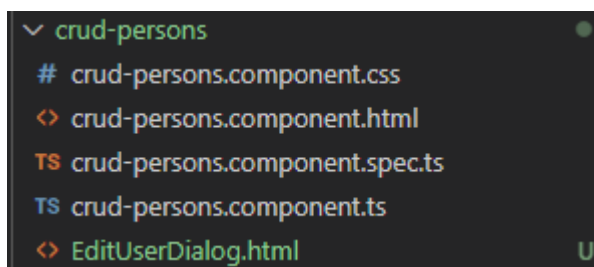 crud-persons
# crud-persons.component.css
<> crud-persons.component.html
TS crud-persons.component.spec.ts
TS crud-persons.component.ts
<> EditUserDialog.html U